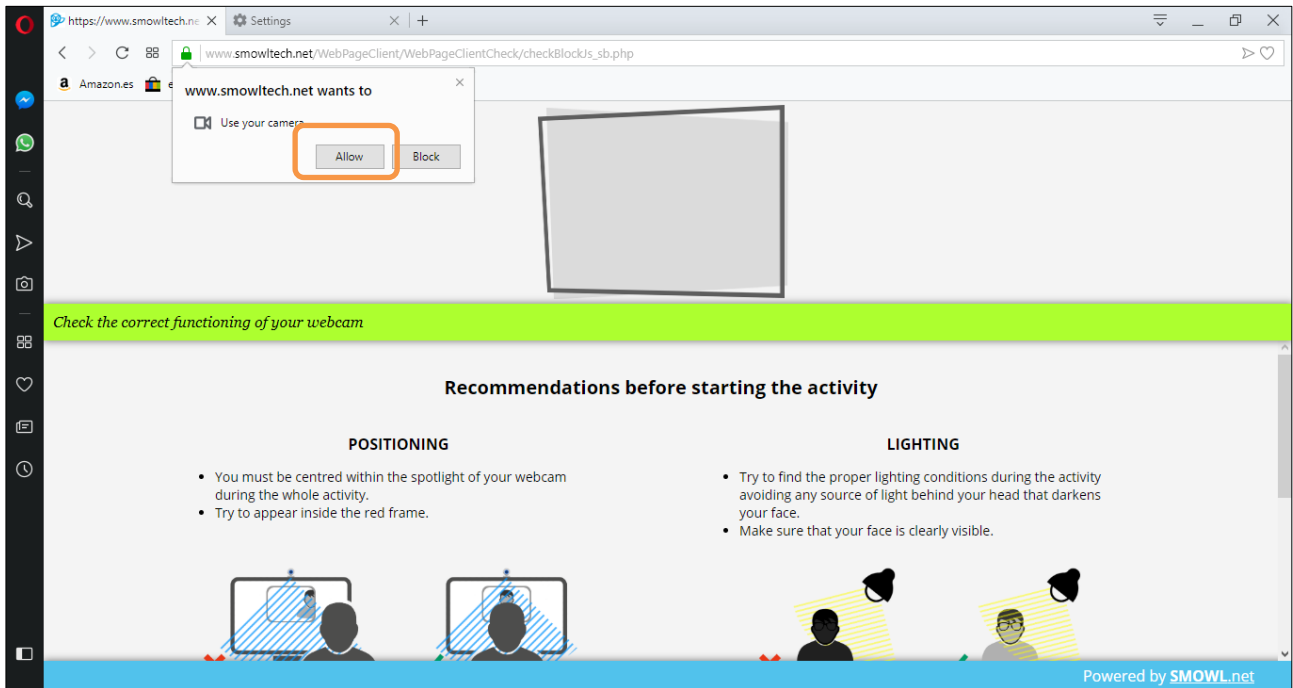 https://www.smowltech.ne
Settings
www.smowltech.net/WebPageClient/WebPageClientCheck/checkBlockJs_sb.php
a Amazon.es e
www.smowltech.net wants to
Use your camera
Allow Block
Check the correct functioning of your webcam
Recommendations before starting the activity
POSITIONING
• You must be centred within the spotlight of your webcam
during the whole activity.
• Try to appear inside the red frame.
LIGHTING
• Try to find the proper lighting conditions during the activity
avoiding any source of light behind your head that darkens
your face.
• Make sure that your face is clearly visible.
Powered by SMOWL.net